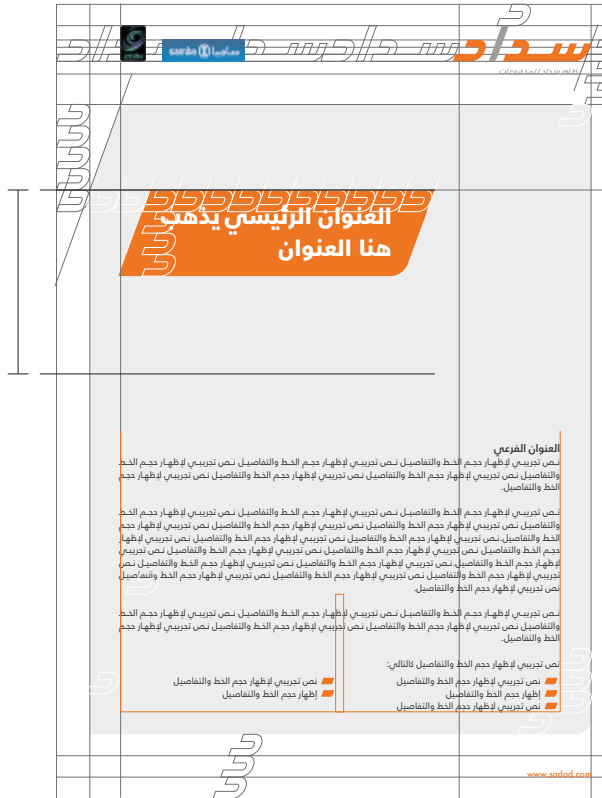 سداد
نظام سداد للمدفوعات
samba سامبا
العنوان الرئيسي يذهب
هنا العنوان
العنوان الفرعي
نص تجريبي لإظهار حجم الخط والتفاصيل نص تجريبي لإظهار حجم الخط والتفاصيل نص تجريبي لإظهار حجم الخط
والتفاصيل نص تجريبي لإظهار حجم الخط والتفاصيل نص تجريبي لإظهار حجم الخط والتفاصيل نص تجريبي لإظهار حجم
الخط والتفاصيل.
نص تجريبي لإظهار حجم الخط والتفاصيل نص تجريبي لإظهار حجم الخط والتفاصيل نص تجريبي لإظهار حجم الخط
والتفاصيل نص تجريبي لإظهار حجم الخط والتفاصيل نص تجريبي لإظهار حجم الخط والتفاصيل نص تجريبي لإظهار حجم
الخط والتفاصيل. نص تجريبي لإظهار حجم الخط والتفاصيل نص تجريبي لإظهار حجم الخط والتفاصيل نص تجريبي لإظهار
حجم الخط والتفاصيل نص تجريبي لإظهار حجم الخط والتفاصيل نص تجريبي لإظهار حجم الخط والتفاصيل نص تجريبي
لإظهار حجم الخط والتفاصيل. نص تجريبي لإظهار حجم الخط والتفاصيل نص تجريبي لإظهار حجم الخط والتفاصيل نص
تجريبي لإظهار حجم الخط والتفاصيل نص تجريبي لإظهار حجم الخط والتفاصيل نص تجريبي لإظهار حجم الخط والتفاصيل
نص تجريبي لإظهار حجم الخط والتفاصيل.
نص تجريبي لإظهار حجم الخط والتفاصيل نص تجريبي لإظهار حجم الخط والتفاصيل نص تجريبي لإظهار حجم الخط
والتفاصيل نص تجريبي لإظهار حجم الخط والتفاصيل نص تجريبي لإظهار حجم الخط والتفاصيل نص تجريبي لإظهار حجم
الخط والتفاصيل.
نص تجريبي لإظهار حجم الخط والتفاصيل كالتالي:
نص تجريبي لإظهار حجم الخط والتفاصيل
إظهار حجم الخط والتفاصيل
نص تجريبي لإظهار حجم الخط والتفاصيل
نص تجريبي لإظهار حجم الخط والتفاصيل
إظهار حجم الخط والتفاصيل
www.sadad.com